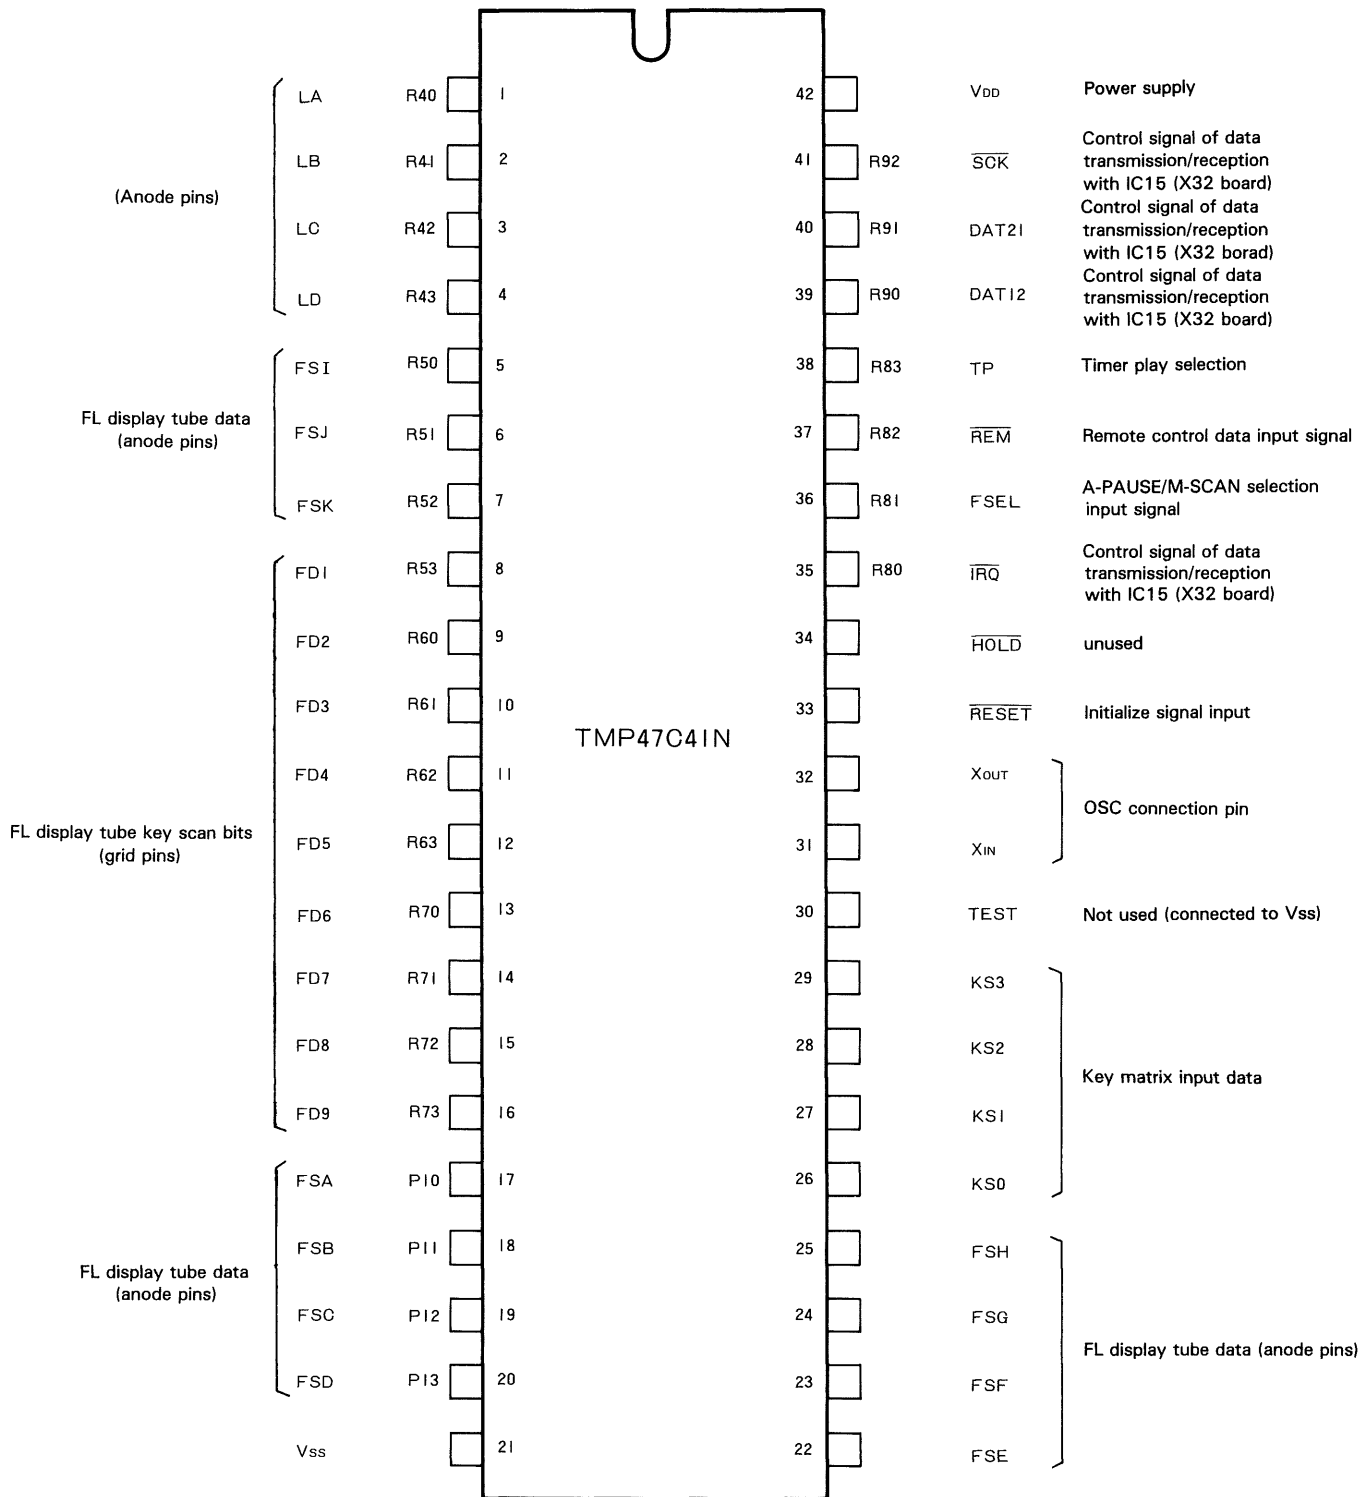 LA R40 1 42 VDD Power supply
LB R41 2 41 R92 SCK Control signal of data
transmission/reception
with IC15 (X32 board)
(Anode pins)
LC R42 3 40 R91 DAT21 Control signal of data
transmission/reception
with IC15 (X32 borad)
LD R43 4 39 R90 DAT12 Control signal of data
transmission/reception
with IC15 (X32 board)
FSI R50 5 38 R83 TP Timer play selection
FL display tube data
(anode pins)
FSJ R51 6 37 R82 REM Remote control data input signal
FSK R52 7 36 R81 FSEL A-PAUSE/M-SCAN selection
input signal
FD1 R53 8 35 R80 IRQ Control signal of data
transmission/reception
with IC15 (X32 board)
FD2 R60 9 34 HOLD unused
FD3 R61 10 33 RESET Initialize signal input
TMP47C41N
FD4 R62 11 32 XOUT
OSC connection pin
FL display tube key scan bits
(grid pins)
FD5 R63 12 31 XIN
FD6 R70 13 30 TEST Not used (connected to Vss)
FD7 R71 14 29 KS3
FD8 R72 15 28 KS2
Key matrix input data
FD9 R73 16 27 KS1
FSA P10 17 26 KS0
FSB P11 18 25 FSH
FL display tube data
(anode pins)
FSC P12 19 24 FSG
FL display tube data (anode pins)
FSD P13 20 23 FSF
Vss 21 22 FSE